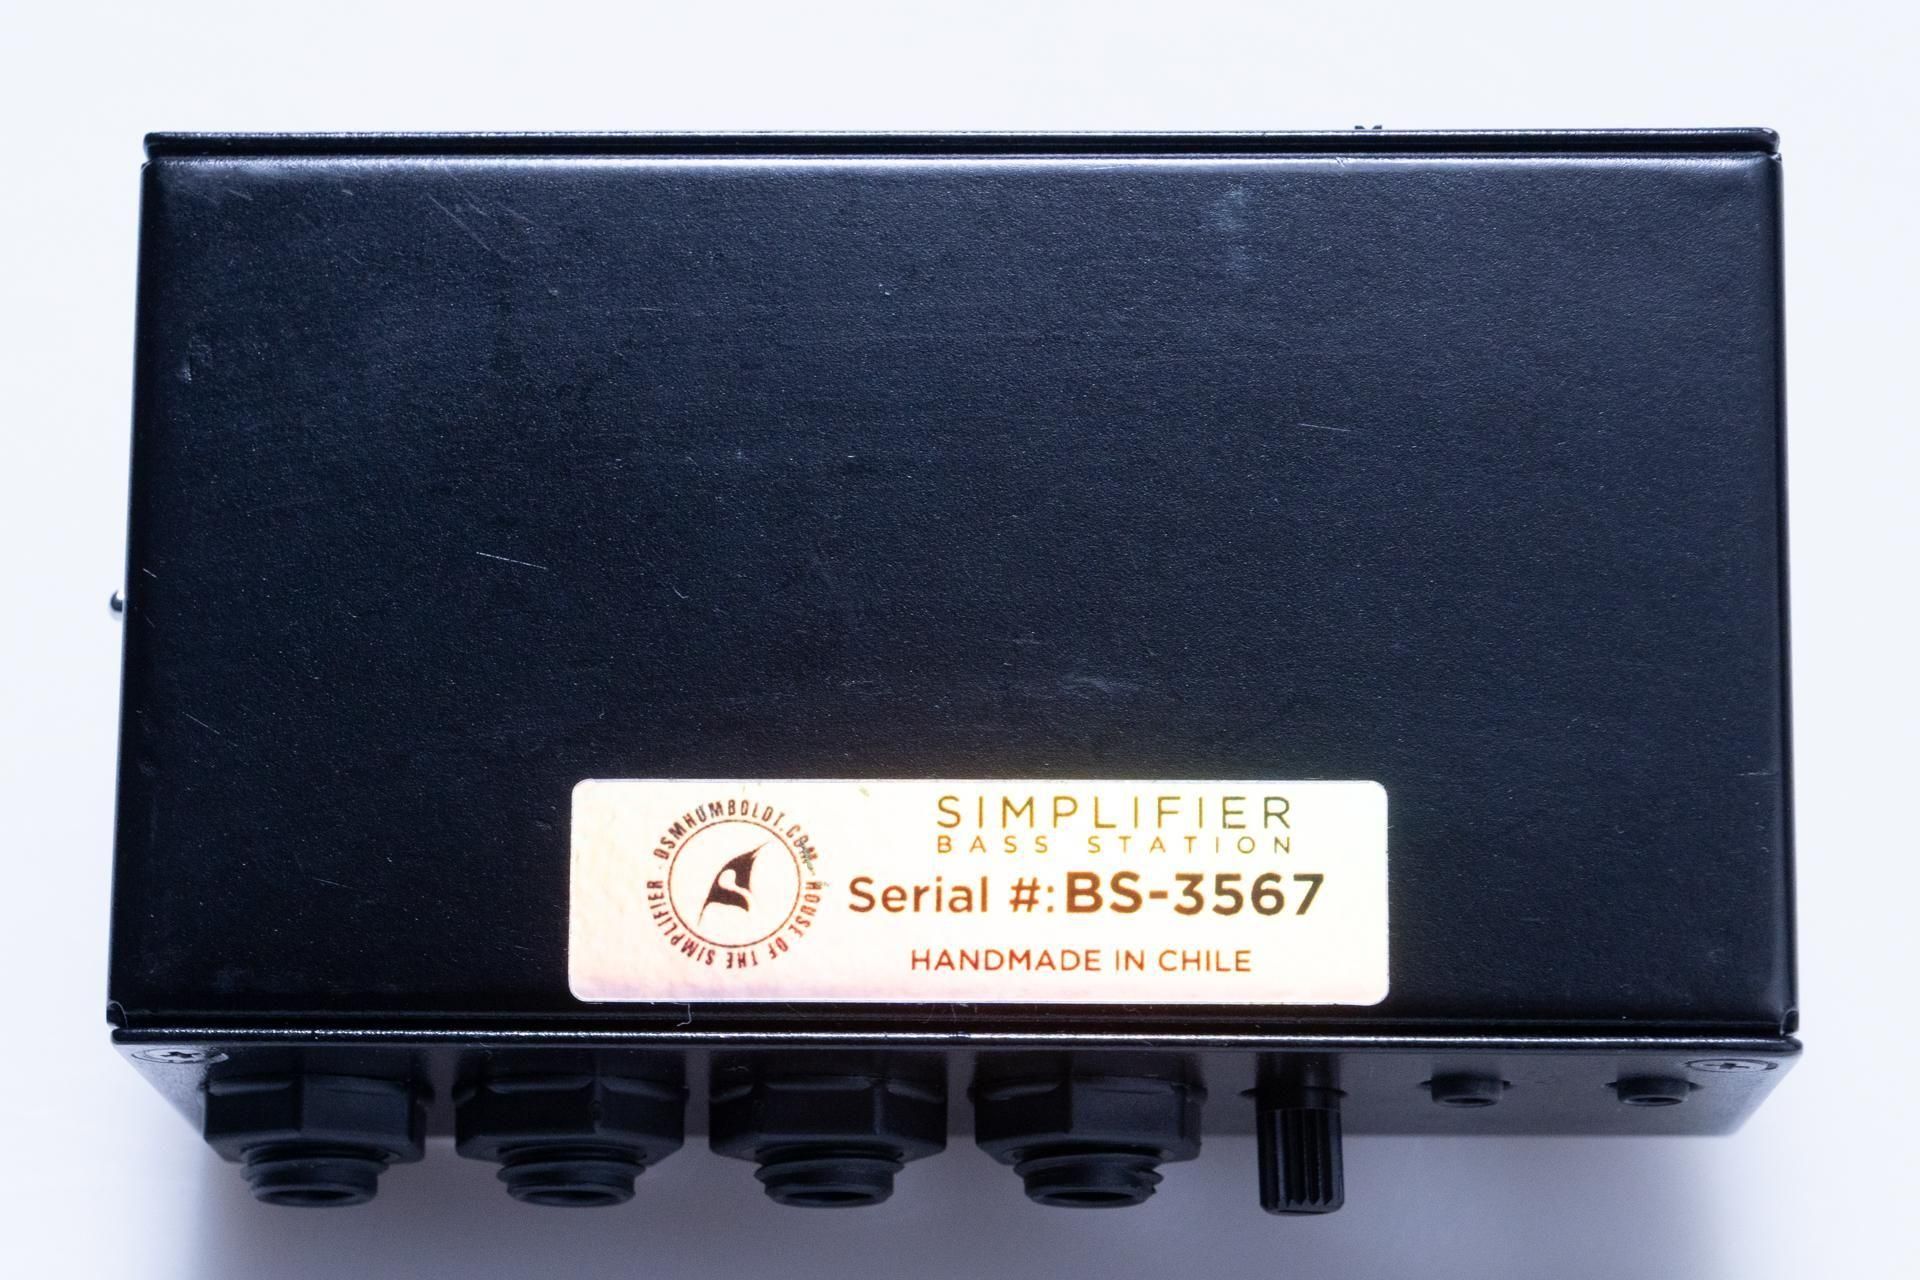 DSMHUMBOLDT.COM · HOUSE OF THE SIMPLIFIER ·
SIMPLIFIER
BASS STATION
Serial #: BS-3567
HANDMADE IN CHILE